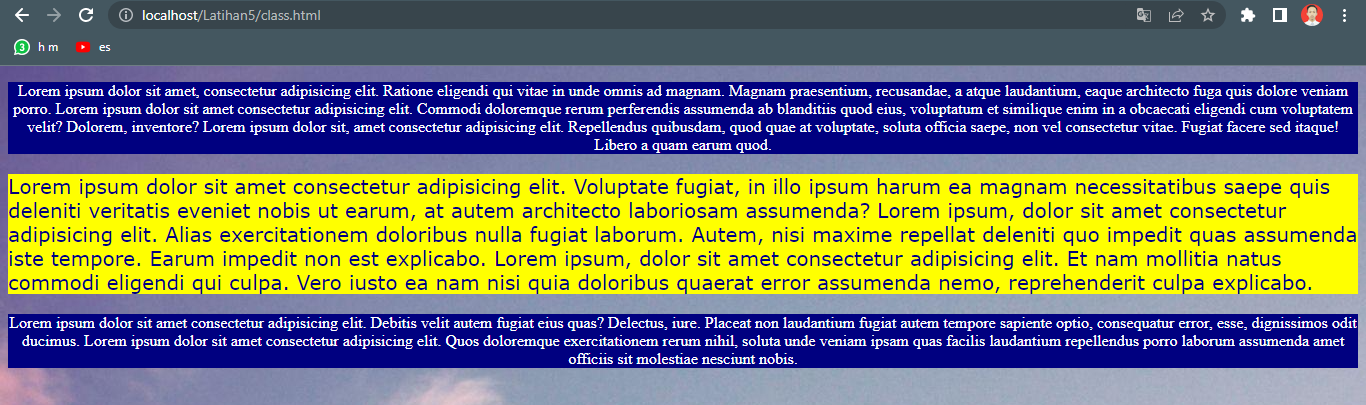 localhost/Latihan5/class.html
3 h m es
Lorem ipsum dolor sit amet, consectetur adipisicing elit. Ratione eligendi qui vitae in unde omnis ad magnam. Magnam praesentium, recusandae, a atque laudantium, eaque architecto fuga quis dolore veniam
porro. Lorem ipsum dolor sit amet consectetur adipisicing elit. Commodi doloremque rerum perferendis assumenda ab blanditiis quod eius, voluptatum et similique enim in a obcaecati eligendi cum voluptatem
velit? Dolorem, inventore? Lorem ipsum dolor sit, amet consectetur adipisicing elit. Repellendus quibusdam, quod quae at voluptate, soluta officia saepe, non vel consectetur vitae. Fugiat facere sed itaque!
Libero a quam earum quod.
Lorem ipsum dolor sit amet consectetur adipisicing elit. Voluptate fugiat, in illo ipsum harum ea magnam necessitatibus saepe quis
deleniti veritatis eveniet nobis ut earum, at autem architecto laboriosam assumenda? Lorem ipsum, dolor sit amet consectetur
adipisicing elit. Alias exercitationem doloribus nulla fugiat laborum. Autem, nisi maxime repellat deleniti quo impedit quas assumenda
iste tempore. Earum impedit non est explicabo. Lorem ipsum, dolor sit amet consectetur adipisicing elit. Et nam mollitia natus
commodi eligendi qui culpa. Vero iusto ea nam nisi quia doloribus quaerat error assumenda nemo, reprehenderit culpa explicabo.
Lorem ipsum dolor sit amet consectetur adipisicing elit. Debitis velit autem fugiat eius quas? Delectus, iure. Placeat non laudantium fugiat autem tempore sapiente optio, consequatur error, esse, dignissimos odit
ducimus. Lorem ipsum dolor sit amet consectetur adipisicing elit. Quos doloremque exercitationem rerum nihil, soluta unde veniam ipsam quas facilis laudantium repellendus porro laborum assumenda amet
officiis sit molestiae nesciunt nobis.